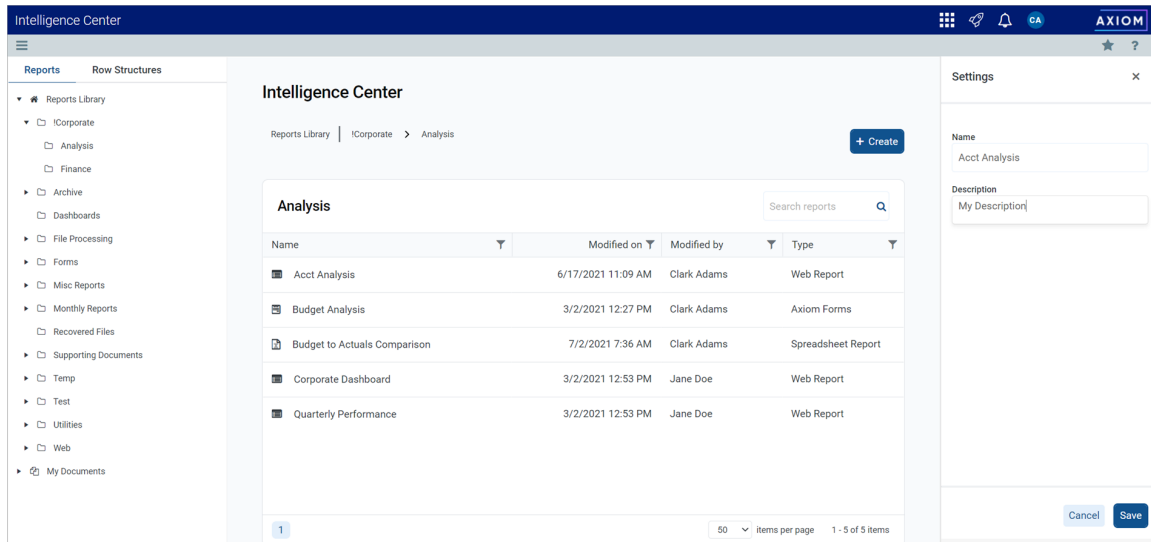 Intelligence Center
CA
AXIOM
?
Reports Row Structures
Reports Library
!Corporate
Analysis
Finance
Archive
Dashboards
File Processing
Forms
Misc Reports
Monthly Reports
Recovered Files
Supporting Documents
Temp
Test
Utilities
Web
My Documents
Intelligence Center
Reports Library | !Corporate > Analysis
+ Create
Analysis
Search reports
Name Modified on Modified by Type
Acct Analysis 6/17/2021 11:09 AM Clark Adams Web Report
Budget Analysis 3/2/2021 12:27 PM Clark Adams Axiom Forms
Budget to Actuals Comparison 7/2/2021 7:36 AM Clark Adams Spreadsheet Report
Corporate Dashboard 3/2/2021 12:53 PM Jane Doe Web Report
Quarterly Performance 3/2/2021 12:53 PM Jane Doe Web Report
1
50 items per page 1 - 5 of 5 items
Settings
Name
Acct Analysis
Description
My Description
Cancel Save